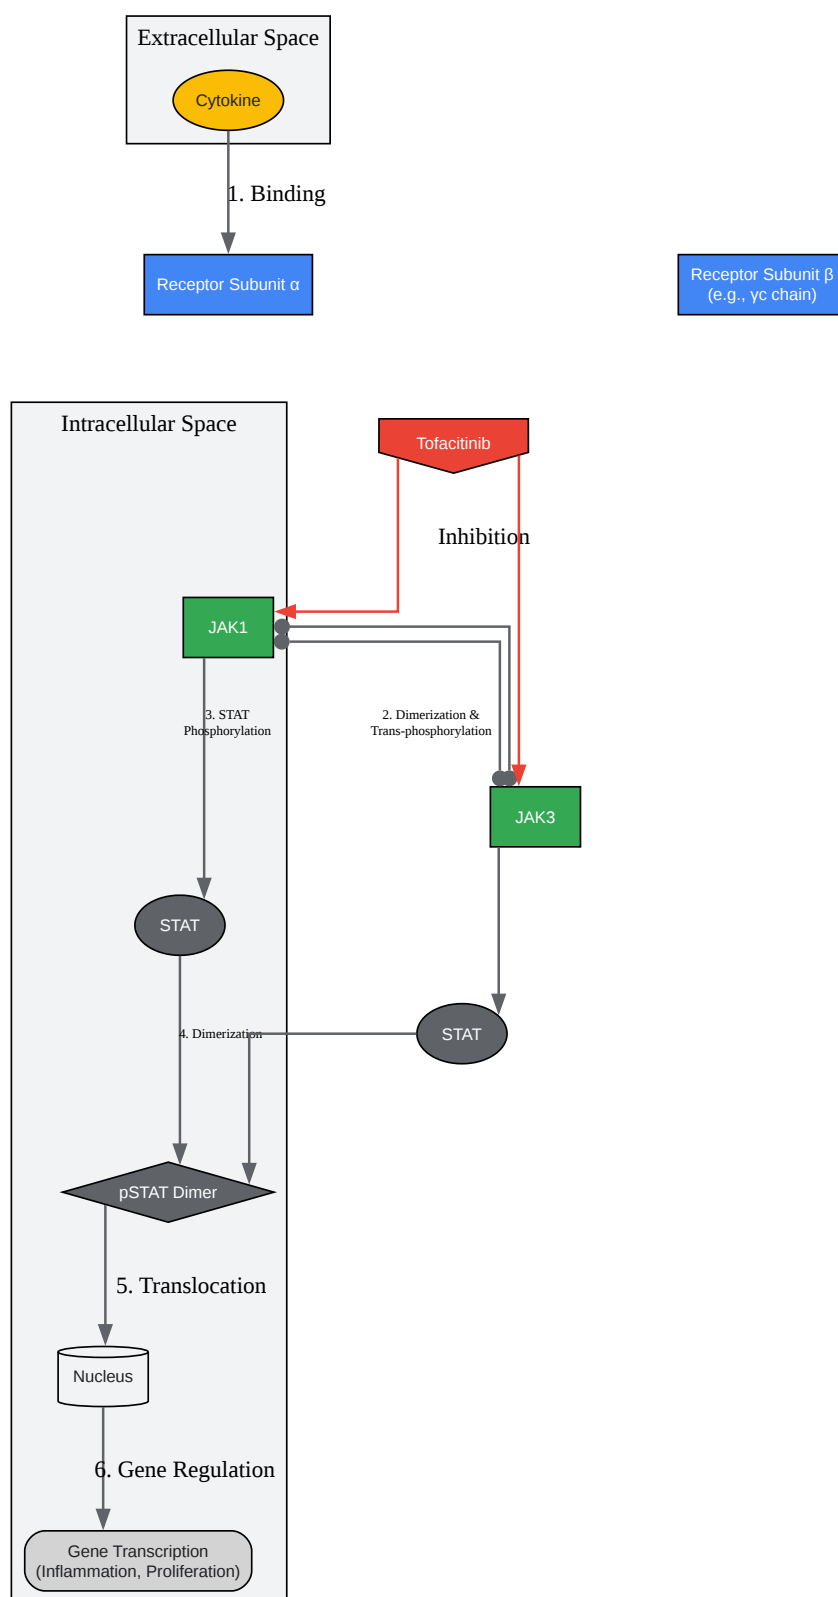 Extracellular Space
Cytokine
1. Binding
Receptor Subunit α
Receptor Subunit β
(e.g., γc chain)
Intracellular Space
Tofacitinib
Inhibition
JAK1
3. STAT
Phosphorylation
2. Dimerization &
Trans-phosphorylation
JAK3
STAT
4. Dimerization
STAT
pSTAT Dimer
5. Translocation
Nucleus
6. Gene Regulation
Gene Transcription
(Inflammation, Proliferation)